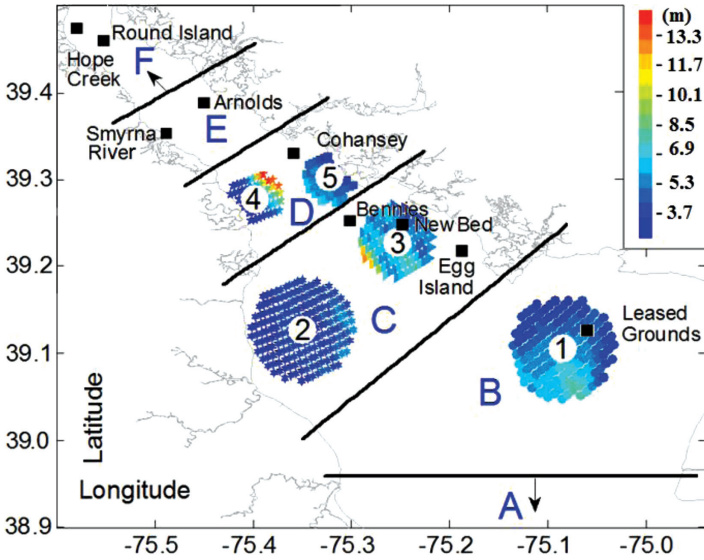 (m)
- 13.3
- 11.7
- 10.1
- 8.5
- 6.9
- 5.3
- 3.7
Round Island
Hope
Creek
F
Arnolds
E
Smyrna
River
Cohansey
5
4
D
Bennies
New Bed
3
Egg
Island
C
2
Leased
Grounds
1
B
A
39.4
39.3
39.2
39.1
39.0
38.9
Latitude
Longitude
-75.5
-75.4
-75.3
-75.2
-75.1
-75.0